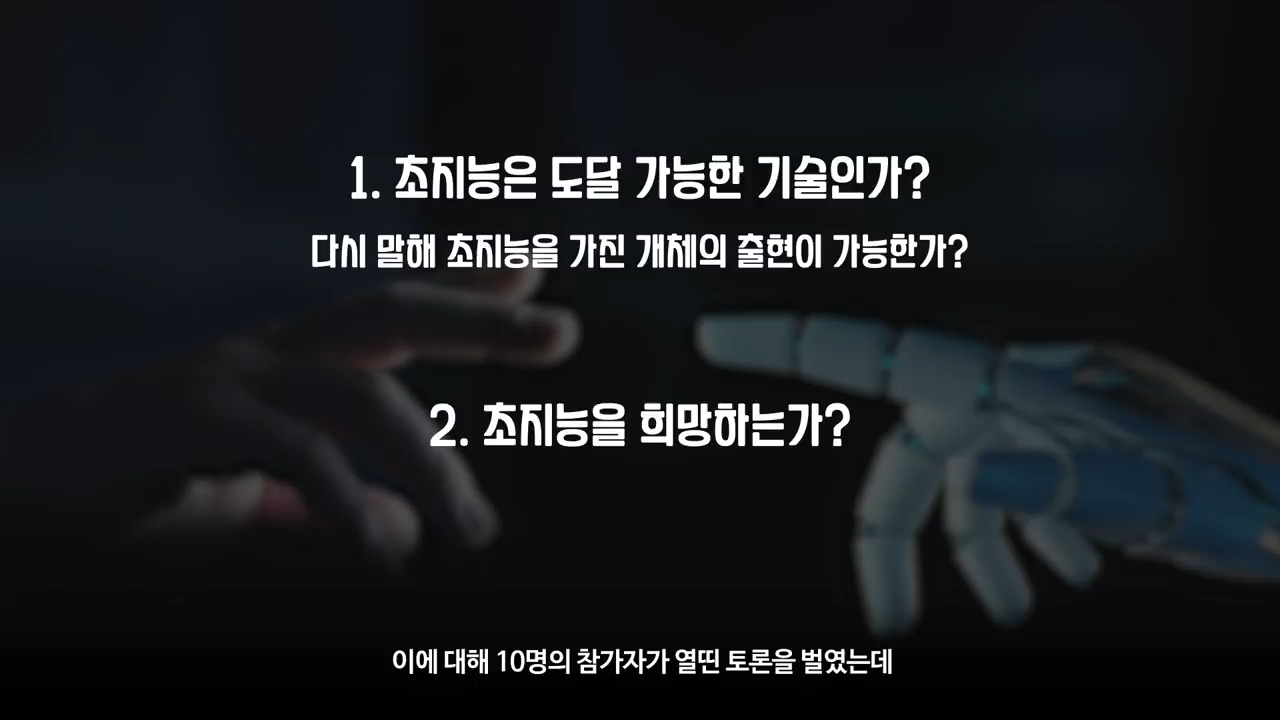 1. 초지능은 도달 가능한 기술인가?
다시 말해 초지능을 가진 개체의 출현이 가능한가?
2. 초지능을 희망하는가?
이에 대해 10명의 참가자가 열띤 토론을 벌였는데